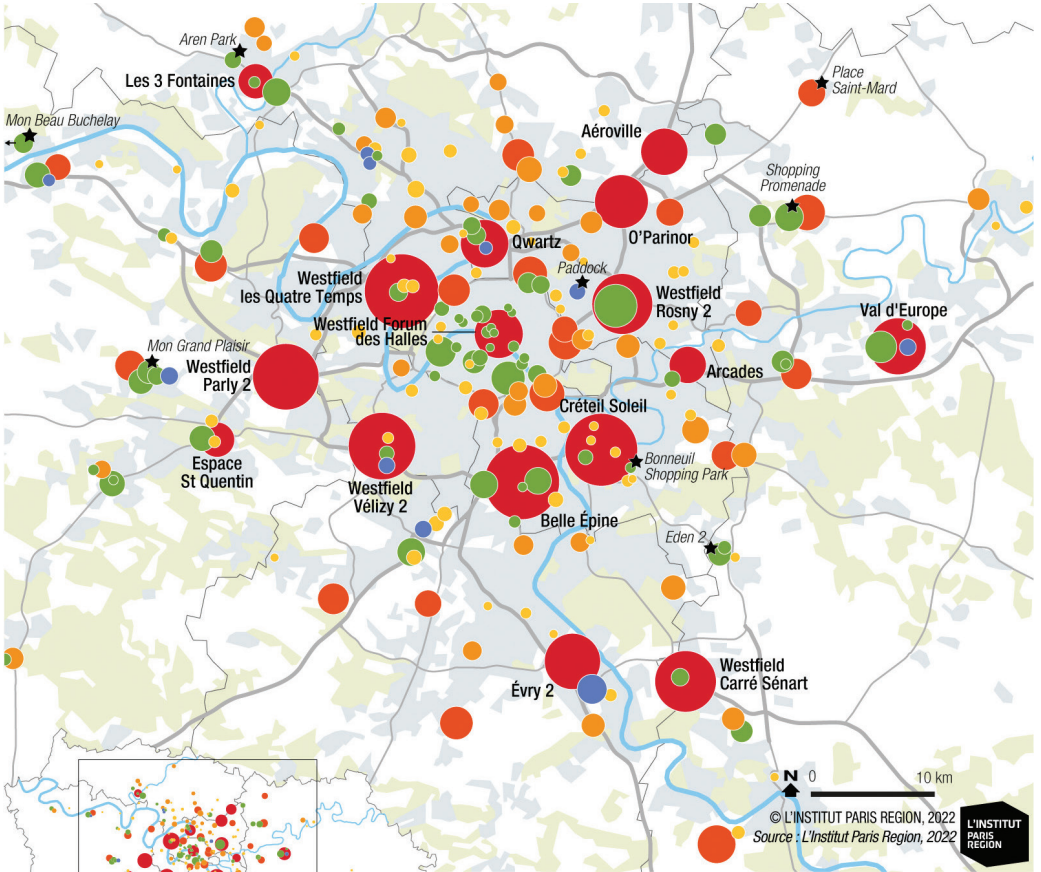 Aren Park
Les 3 Fontaines
Mon Beau Buchelay
Place
Saint-Mard
Aéroville
Shopping
Promenade
O'Parinor
Qwartz
Paddock
Westfield
les Quatre Temps
Westfield
Rosny 2
Val d'Europe
Westfield Forum
des Halles
Mon Grand Plaisir
Westfield
Parly 2
Arcades
Créteil Soleil
Espace
St Quentin
Bonneuil
Shopping Park
Westfield
Vélizy 2
Belle Épine
Eden 2
Westfield
Carré Sénart
Évry 2
N
0 10 km
© L'INSTITUT PARIS REGION, 2022
Source : L'Institut Paris Region, 2022
L'INSTITUT
PARIS
REGION